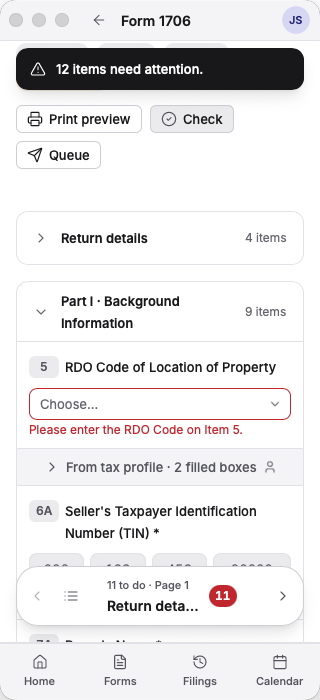 Form 1706
JS
12 items need attention.
Print preview
Check
Queue
Return details
4 items
Part I · Background
Information
9 items
5
RDO Code of Location of Property
Choose...
Please enter the RDO Code on Item 5.
From tax profile · 2 filled boxes
6A
Seller's Taxpayer Identification
Number (TIN) *
11 to do · Page 1
Return deta...
11
Home
Forms
Filings
Calendar